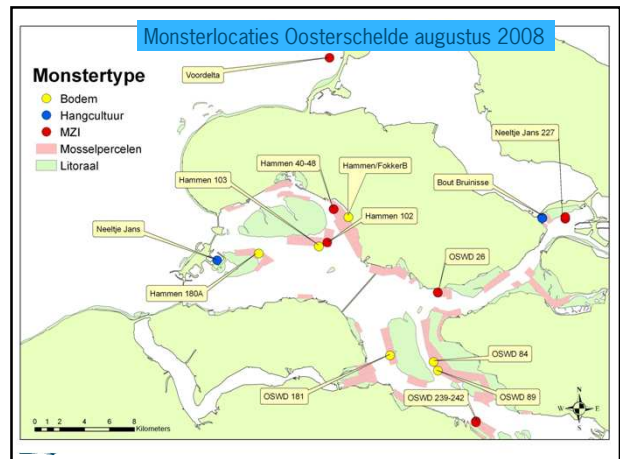 Monsterlocaties Oosterschelde augustus 2008
Monstertype
Bodem
Hangcultuur
MZI
Mosselpercelen
Litoraal
Voordelta
Neeltje Jans 227
Hammen 40-48
Hammen/FokkerB
Hammen 103
Bout Bruinisse
Hammen 102
Neeltje Jans
OSWD 26
Hammen 180A
OSWD 84
OSWD 181
OSWD 89
OSWD 239-242
N
W E
S
0 1 2 4 6 8
Kilometers